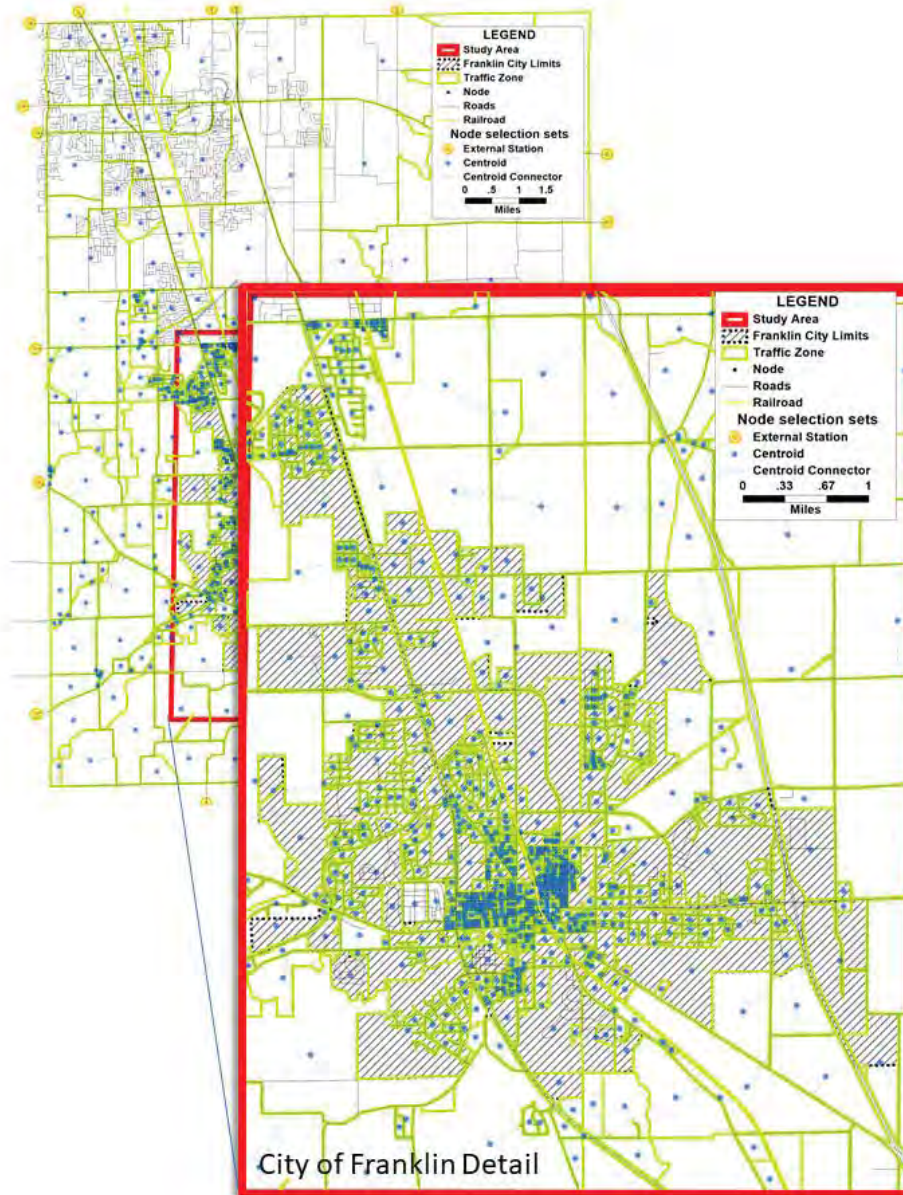 LEGEND
Study Area
Franklin City Limits
Traffic Zone
Node
Roads
Railroad
Node selection sets
External Station
Centroid
Centroid Connector
0 .5 1 1.5
Miles
LEGEND
Study Area
Franklin City Limits
Traffic Zone
Node
Roads
Railroad
Node selection sets
External Station
Centroid
Centroid Connector
0 .33 .67 1
Miles
City of Franklin Detail